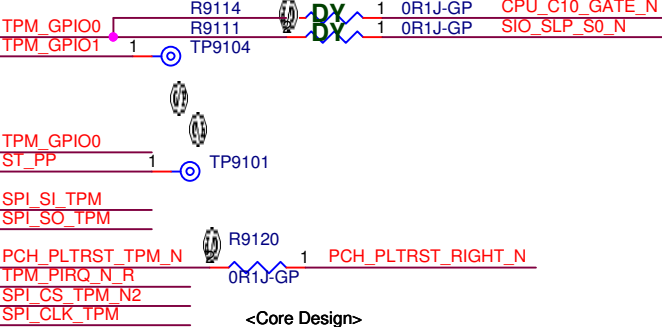 R9114 DY 1 0R1J-GP CPU_C10_GATE_N
TPM_GPIO0 R9111 DY 1 0R1J-GP SIO_SLP_S0_N
TPM_GPIO1 1 TP9104
TPM_GPIO0
ST_PP 1 TP9101
SPI_SI_TPM
SPI_SO_TPM
R9120
PCH_PLTRST_TPM_N 1 PCH_PLTRST_RIGHT_N
TPM_PIRQ_N_R 0R1J-GP
SPI_CS_TPM_N2
SPI_CLK_TPM
<Core Design>